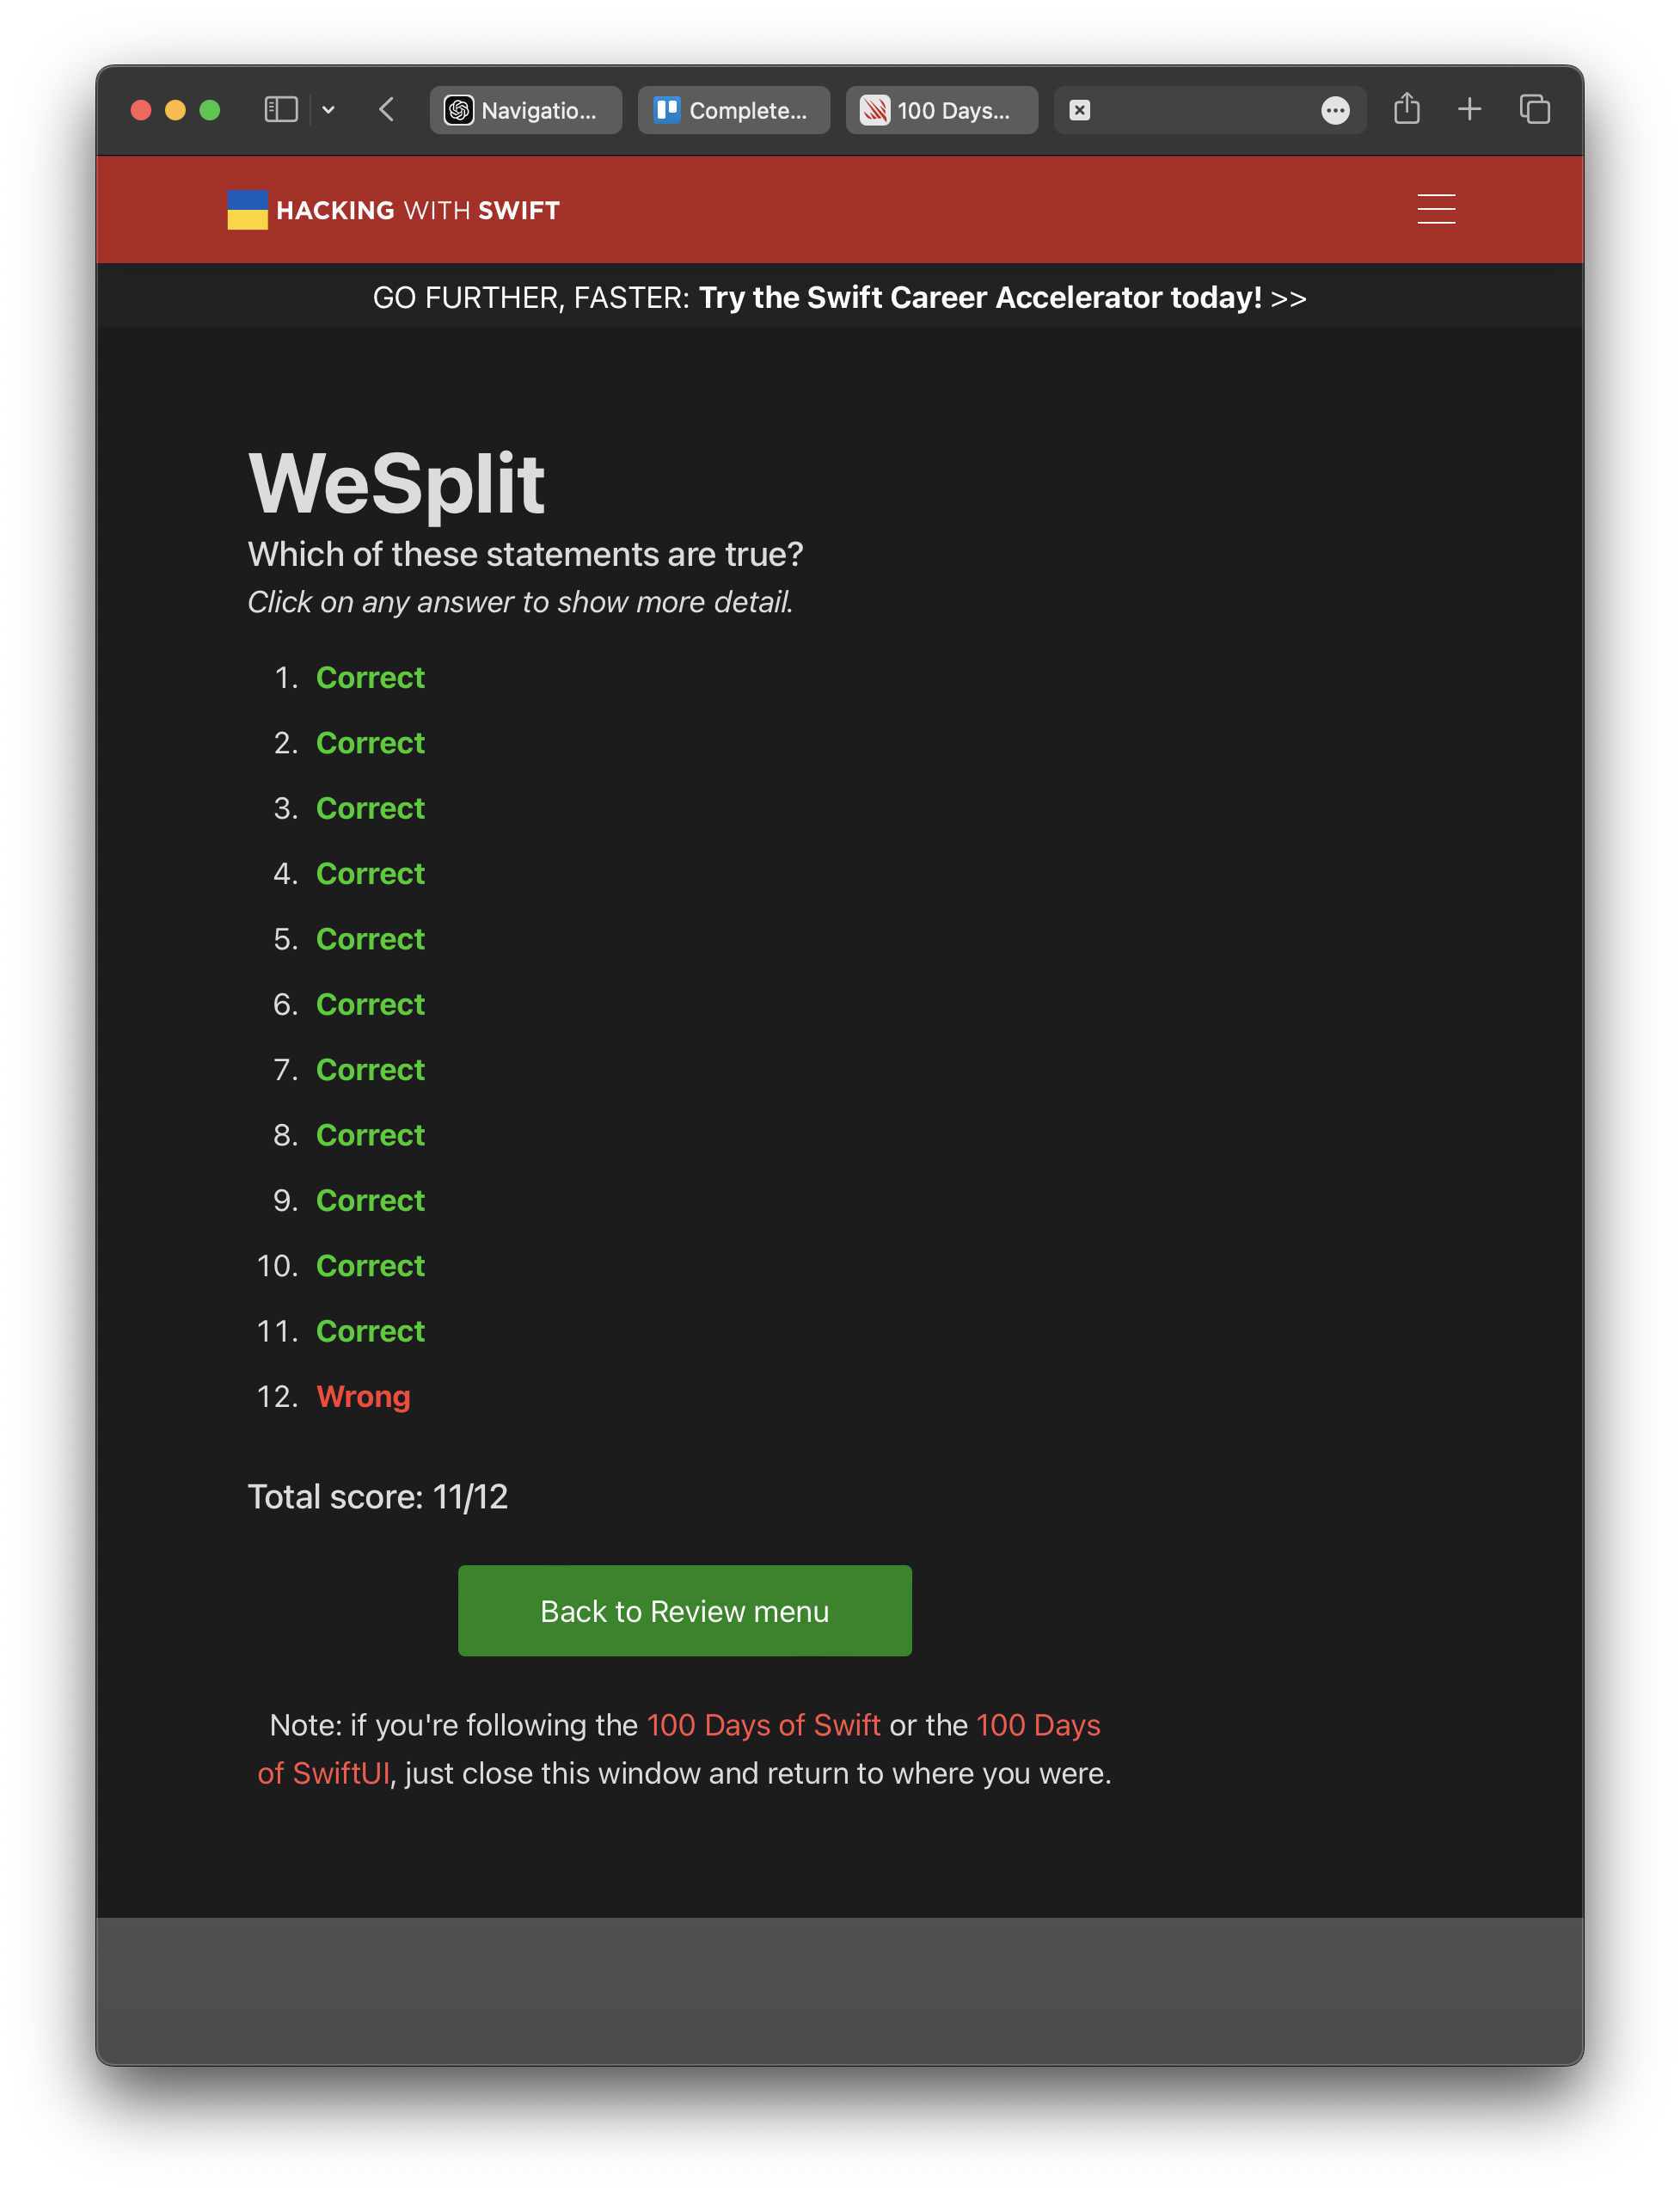 Navigatio... Complete... 100 Days...
HACKING WITH SWIFT
GO FURTHER, FASTER: Try the Swift Career Accelerator today! >>
WeSplit
Which of these statements are true?
Click on any answer to show more detail.
1. Correct
2. Correct
3. Correct
4. Correct
5. Correct
6. Correct
7. Correct
8. Correct
9. Correct
10. Correct
11. Correct
12. Wrong
Total score: 11/12
Back to Review menu
Note: if you're following the 100 Days of Swift or the 100 Days
of SwiftUI, just close this window and return to where you were.